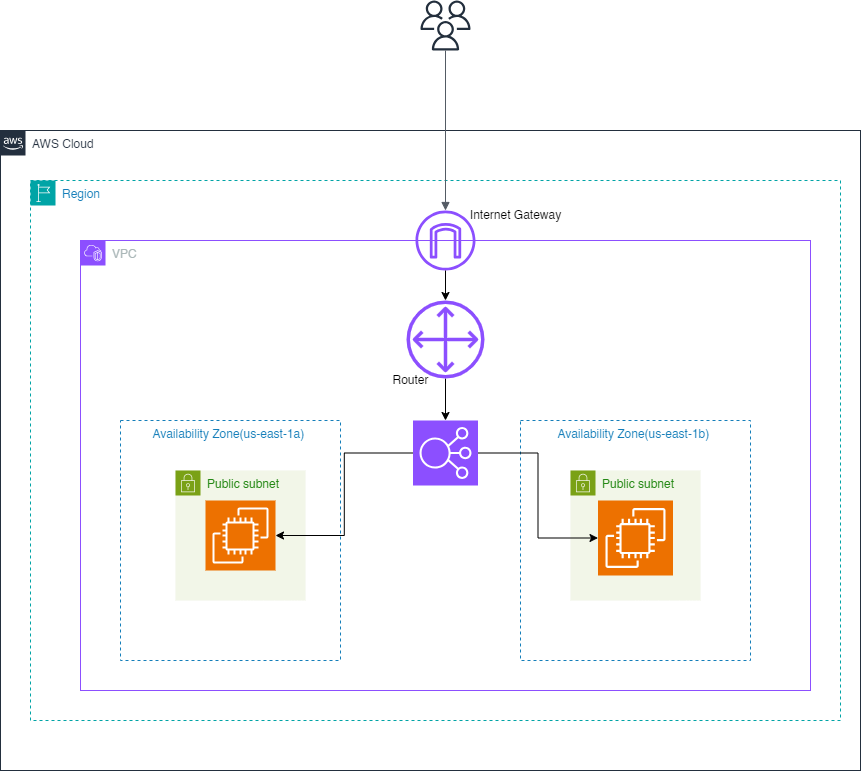 aws
AWS Cloud
Region
Internet Gateway
VPC
Router
Availability Zone(us-east-1a)
Availability Zone(us-east-1b)
Public subnet
Public subnet